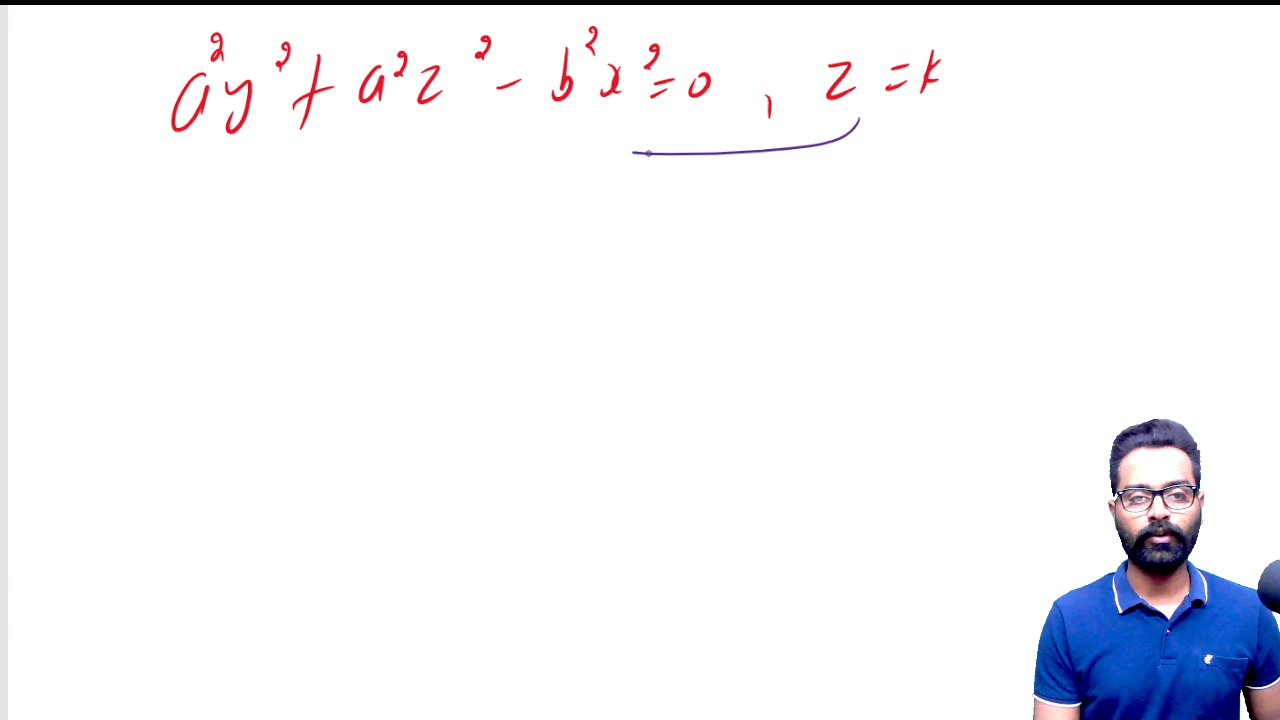 a²y² + a²z² - b²x² = 0 , z = k